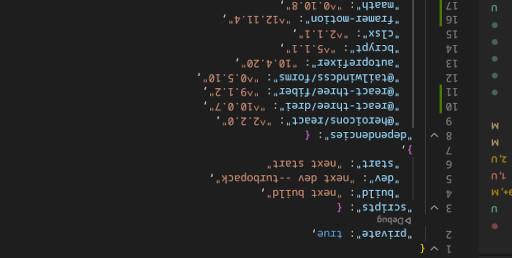 1 {
2 "private": true,
Debug
U 3 "scripts": {
9+, M 4 "build": "next build",
1, U 5 "dev": "next dev --turbopack",
2, U 6 "start": "next start"
M 7 },
M 8 "dependencies": {
9 "@heroicons/react": "^2.2.0",
10 "@react-three/drei": "^10.0.7",
11 "@react-three/fiber": "^9.1.2",
12 "@tailwindcss/forms": "^0.5.10",
13 "autoprefixer": "^10.4.20",
14 "bcrypt": "^5.1.1",
15 "clsx": "^2.1.1",
16 "framer-motion": "^12.11.4",
U 17 "maath": "^0.10.8",